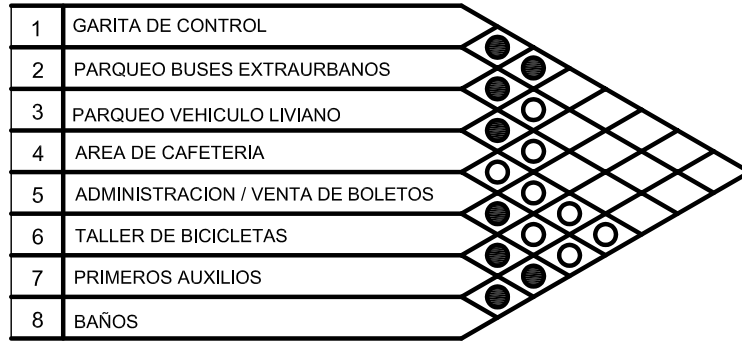 1 GARITA DE CONTROL
2 PARQUEO BUSES EXTRAURBANOS
3 PARQUEO VEHICULO LIVIANO
4 AREA DE CAFETERIA
5 ADMINISTRACION / VENTA DE BOLETOS
6 TALLER DE BICICLETAS
7 PRIMEROS AUXILIOS
8 BAÑOS